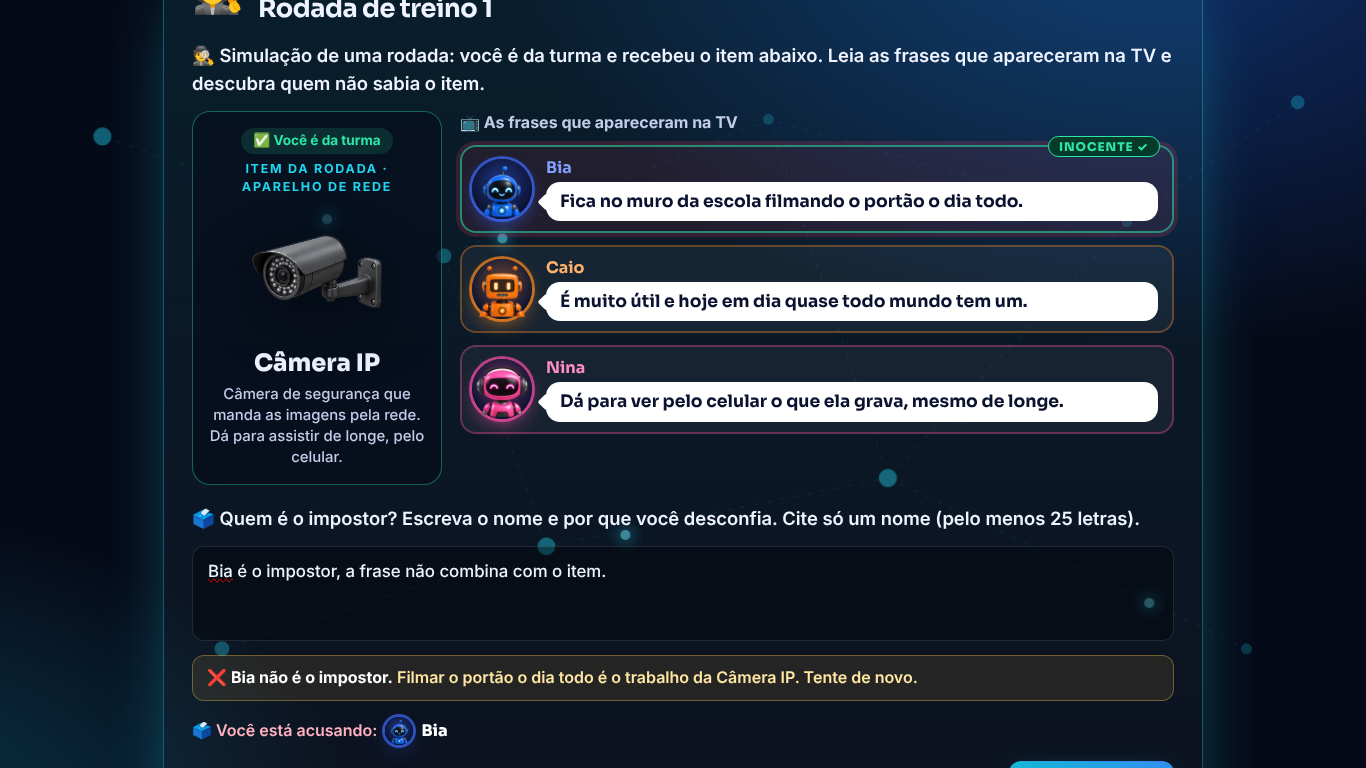 Rodada de treino 1
Simulação de uma rodada: você é da turma e recebeu o item abaixo. Leia as frases que apareceram na TV e
descubra quem não sabia o item.
Você é da turma
ITEM DA RODADA ·
APARELHO DE REDE
Câmera IP
Câmera de segurança que
manda as imagens pela rede.
Dá para assistir de longe, pelo
celular.
As frases que apareceram na TV
INOCENTE ✓
Bia
Fica no muro da escola filmando o portão o dia todo.
Caio
É muito útil e hoje em dia quase todo mundo tem um.
Nina
Dá para ver pelo celular o que ela grava, mesmo de longe.
Quem é o impostor? Escreva o nome e por que você desconfia. Cite só um nome (pelo menos 25 letras).
Bia é o impostor, a frase não combina com o item.
Bia não é o impostor. Filmar o portão o dia todo é o trabalho da Câmera IP. Tente de novo.
Você está acusando: Bia